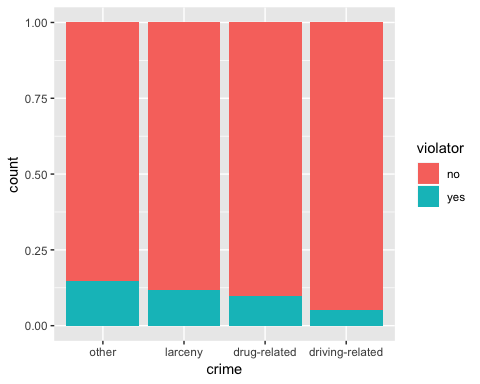 1.00
0.75
0.50
0.25
0.00
count
other larceny drug-related driving-related
crime
violator
no
yes